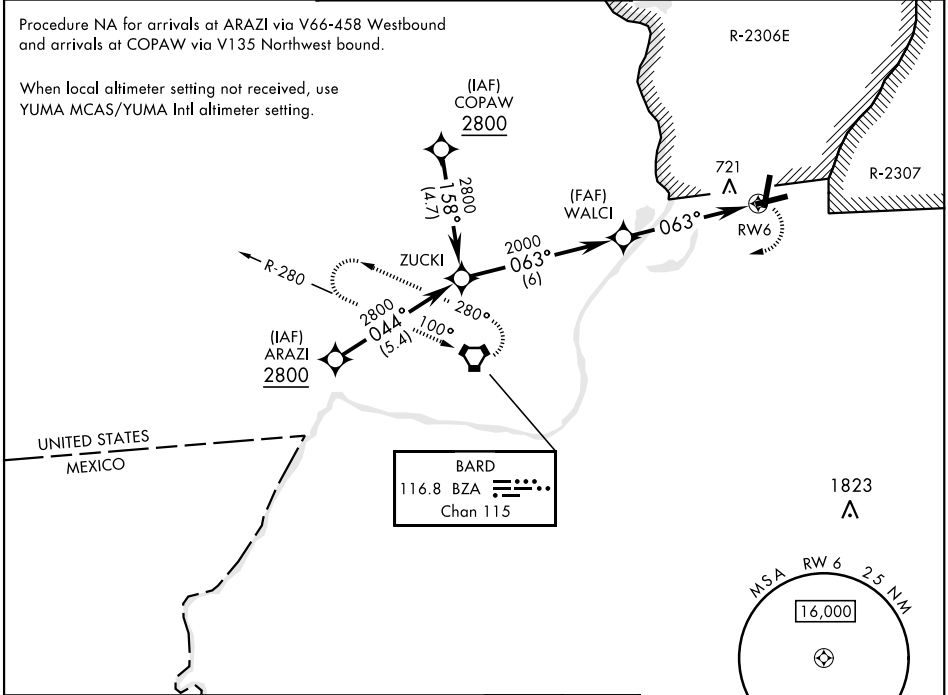 Procedure NA for arrivals at ARAZI via V66-458 Westbound
and arrivals at COPAW via V135 Northwest bound.
When local altimeter setting not received, use
YUMA MCAS/YUMA Intl altimeter setting.
R-2306E
(IAF)
COPAW
2800
R-2307
721
2800
158°
(4.7)
(FAF)
WALCI
063°
RW6
ZUCKI
2000
063°
(6)
R-280
280°
2800
044°
(5.4)
100°
(IAF)
ARAZI
2800
UNITED STATES
MEXICO
BARD
116.8 BZA
Chan 115
1823
MSA RW 6 25 NM
16,000